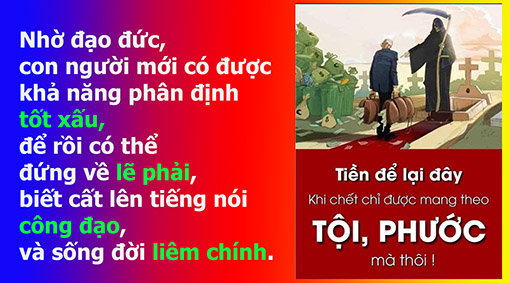 Nhờ đạo đức,
con người mới có được
khả năng phân định
tốt xấu,
để rồi có thể
đứng về lẽ phải,
biết cất lên tiếng nói
công đạo,
và sống đời liêm chính.
Tiền để lại đây
Khi chết chỉ được mang theo
TỘI, PHƯỚC
mà thôi !